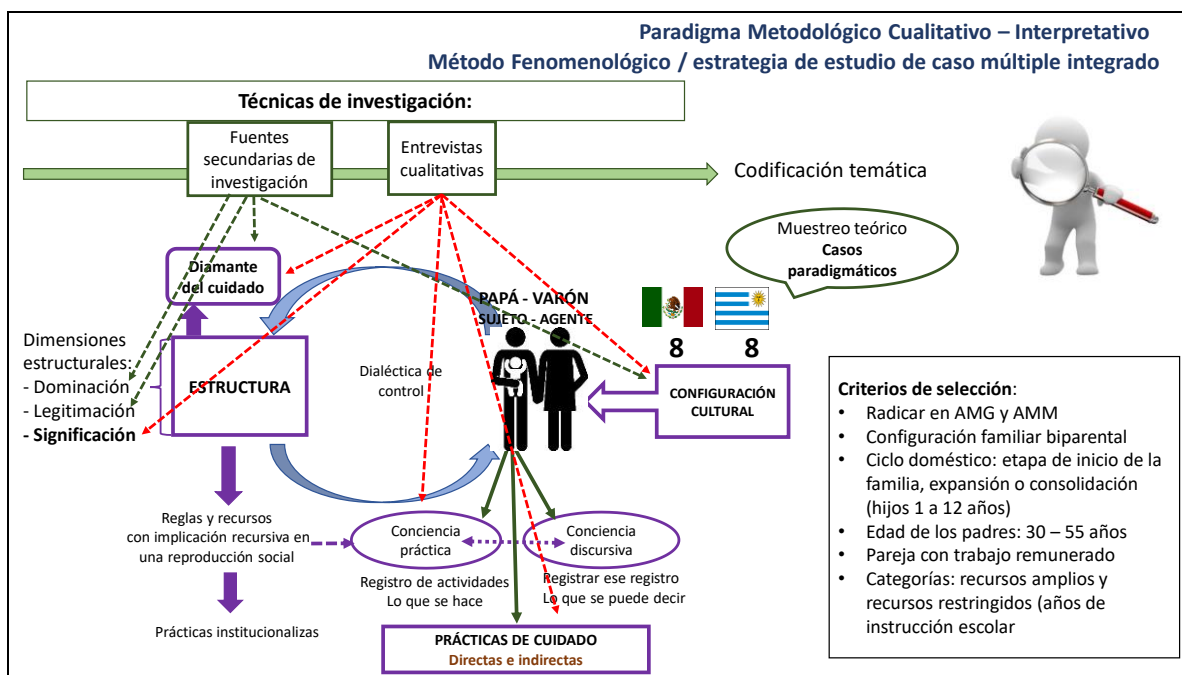 Paradigma Metodológico Cualitativo – Interpretativo
Método Fenomenológico / estrategia de estudio de caso múltiple integrado
Técnicas de investigación:
Fuentes
secundarias de
investigación
Entrevistas
cualitativas
Codificación temática
Muestreo teórico
Casos
paradigmáticos
Diamante
del cuidado
PAPÁ - VARÓN
SUJETO - AGENTE
8
8
Dimensiones
estructurales:
- Dominación
- Legitimación
- Significación
ESTRUCTURA
Dialéctica de
control
CONFIGURACIÓN
CULTURAL
Criterios de selección:
• Radicar en AMG y AMM
• Configuración familiar biparental
• Ciclo doméstico: etapa de inicio de la
familia, expansión o consolidación
(hijos 1 a 12 años)
• Edad de los padres: 30 – 55 años
• Pareja con trabajo remunerado
• Categorías: recursos amplios y
recursos restringidos (años de
instrucción escolar
Reglas y recursos
con implicación recursiva en
una reproducción social
Conciencia
práctica
Conciencia
discursiva
Registro de actividades
Lo que se hace
Registrar ese registro
Lo que se puede decir
Prácticas institucionalizas
PRÁCTICAS DE CUIDADO
Directas e indirectas